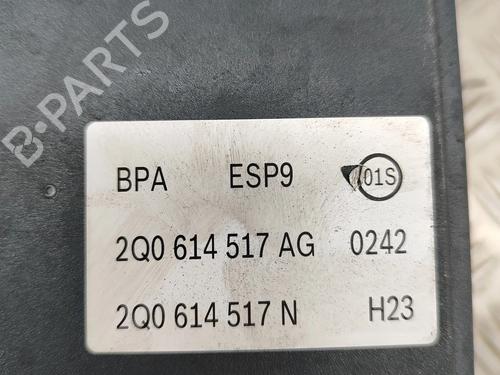 B-PARTS
BPA ESP9 01S
2Q0 614 517 AG 0242
2Q0 614 517 N H23